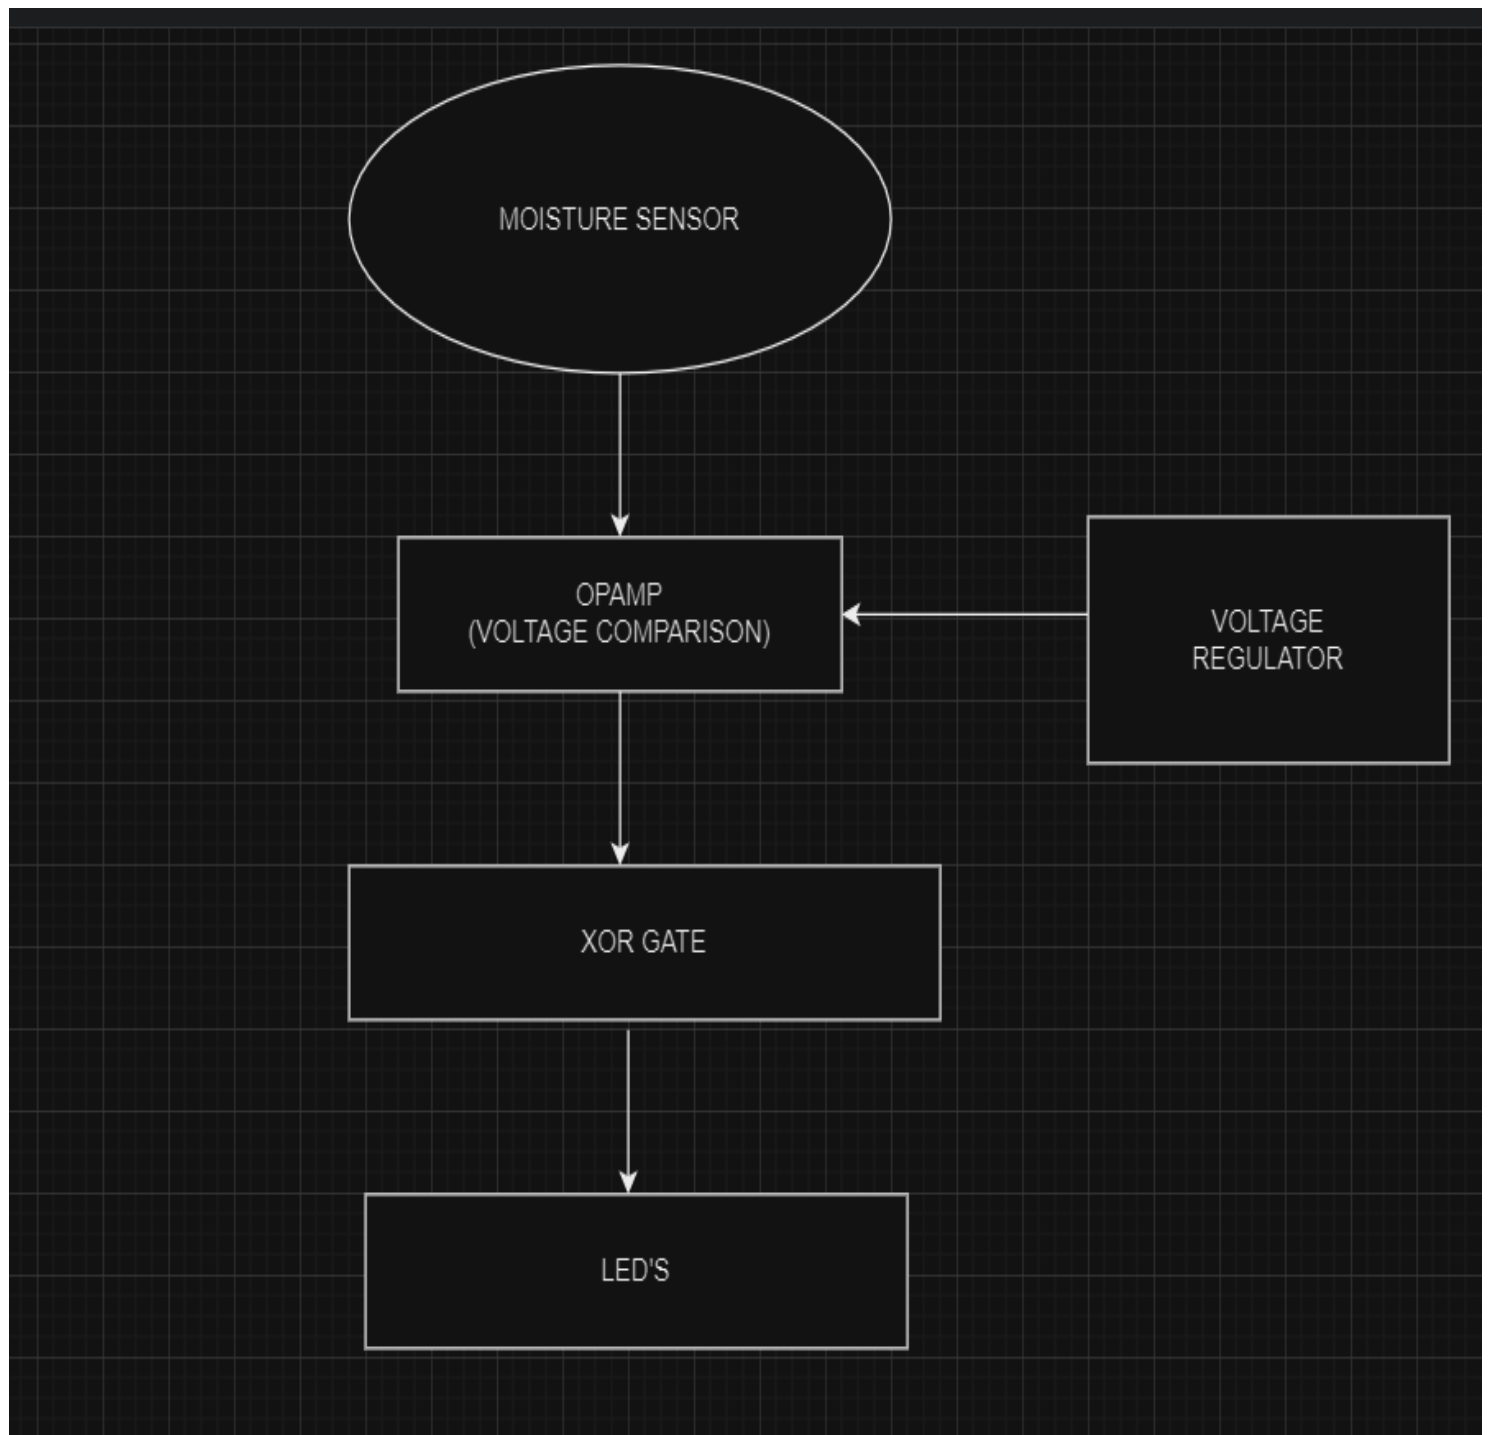 MOISTURE SENSOR
OPAMP
(VOLTAGE COMPARISON)
VOLTAGE
REGULATOR
XOR GATE
LED'S